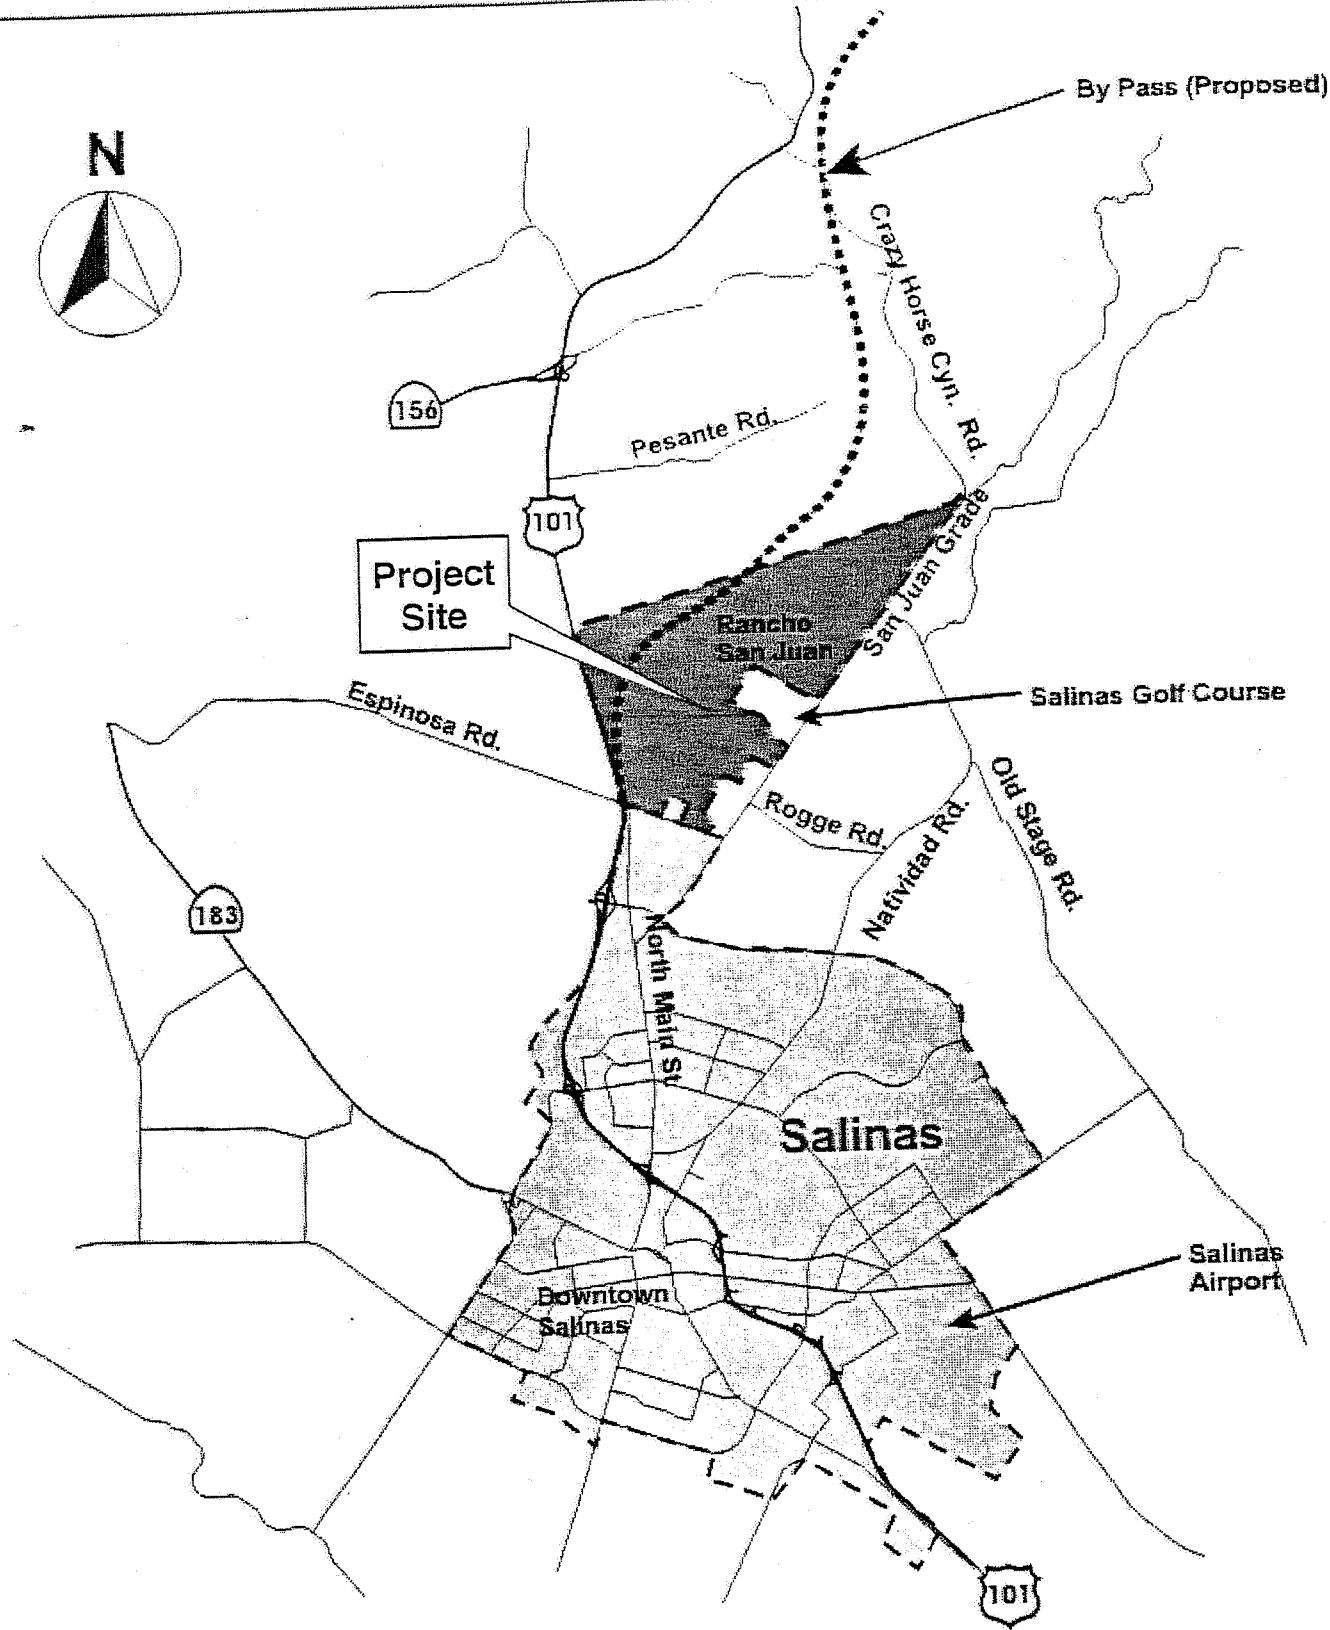 By Pass (Proposed)
N
Crazy Horse Cyn. Rd.
156
Pesante Rd.
101
San Juan Grade
Project
Site
Rancho
San Juan
Espinosa Rd.
Salinas Golf Course
Rogge Rd.
Old Stage Rd.
Natividad Rd.
183
North Main St
Salinas
Salinas
Airport
Downtown
Salinas
101